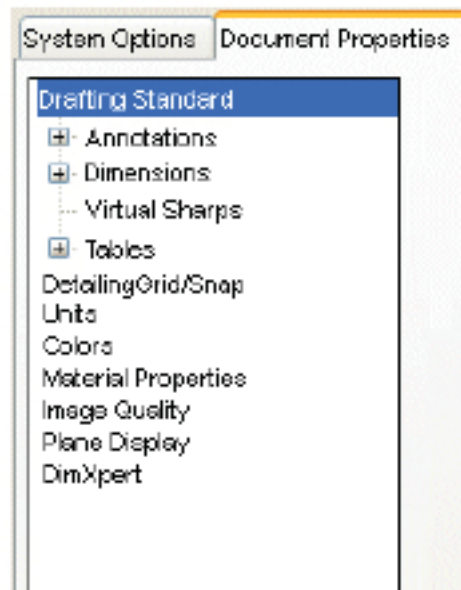 System Options Document Properties
Drafting Standard
Annotations
Dimensions
Virtual Sharps
Tables
DetailingGrid/Snap
Units
Colors
Material Properties
Image Quality
Plane Display
DimXpert